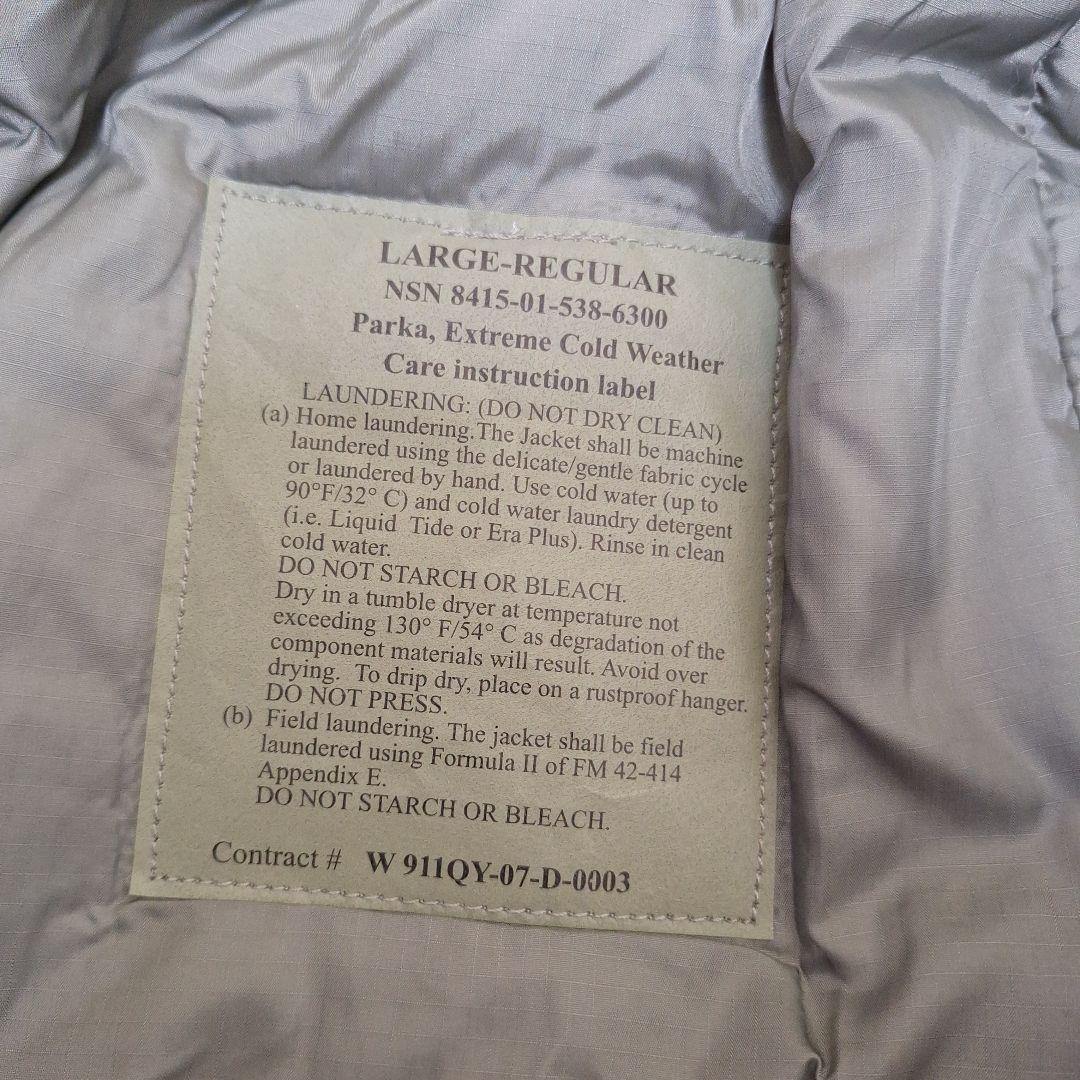 LARGE-REGULAR
NSN 8415-01-538-6300
Parka, Extreme Cold Weather
Care instruction label
LAUNDERING: (DO NOT DRY CLEAN)
(a) Home laundering.The Jacket shall be machine
laundered using the delicate/gentle fabric cycle
or laundered by hand. Use cold water (up to
90°F/32° C) and cold water laundry detergent
(i.e. Liquid Tide or Era Plus). Rinse in clean
cold water.
DO NOT STARCH OR BLEACH.
Dry in a tumble dryer at temperature not
exceeding 130° F/54° C as degradation of the
component materials will result. Avoid over
drying. To drip dry, place on a rustproof hanger.
DO NOT PRESS.
(b) Field laundering. The jacket shall be field
laundered using Formula II of FM 42-414
Appendix E.
DO NOT STARCH OR BLEACH.
Contract # W 911QY-07-D-0003